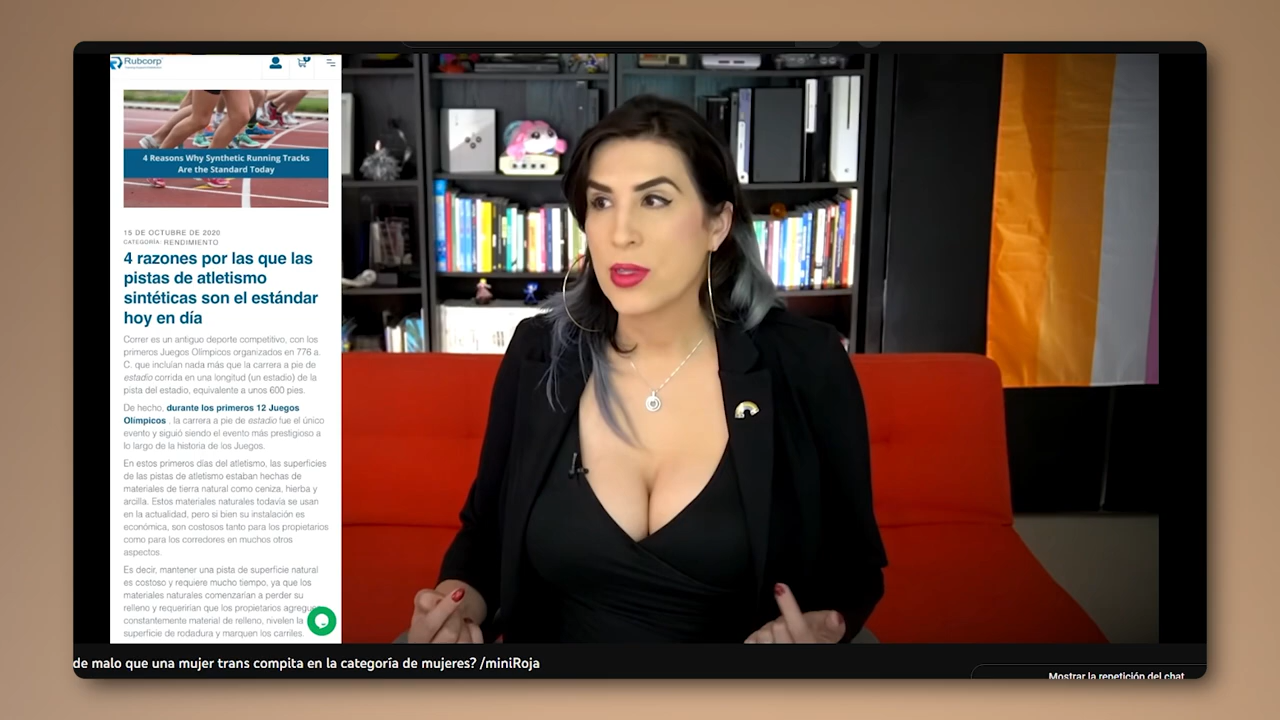 Rubcorp
4 Reasons Why Synthetic Running Tracks
Are the Standard Today
15 DE OCTUBRE DE 2020
CATEGORÍA: RENDIMIENTO
4 razones por las que las
pistas de atletismo
sintéticas son el estándar
hoy en día
Correr es un antiguo deporte competitivo, con los
primeros Juegos Olímpicos organizados en 776 a.
C. que incluían nada más que la carrera a pie de
estadio corrida en una longitud (un estadio) de la
pista del estadio, equivalente a unos 600 pies.
De hecho, durante los primeros 12 Juegos
Olímpicos , la carrera a pie de estadio fue el único
evento y siguió siendo el evento más prestigioso a
lo largo de la historia de los Juegos.
En estos primeros días del atletismo, las superficies
de las pistas de atletismo estaban hechas de
materiales de tierra natural como ceniza, hierba y
arcilla. Estos materiales naturales todavía se usan
en la actualidad, pero si bien su instalación es
económica, son costosos tanto para los propietarios
como para los corredores en muchos otros
aspectos.
Es decir, mantener una pista de superficie natural
es costoso y requiere mucho tiempo, ya que los
materiales naturales comenzarían a perder su
relleno y requerirían que los propietarios
constantemente material de relleno, nivelen la
superficie de rodadura y marquen los carriles.
de malo que una mujer trans compita en la categoría de mujeres? /miniRoja
Mostrar la repetición del chat